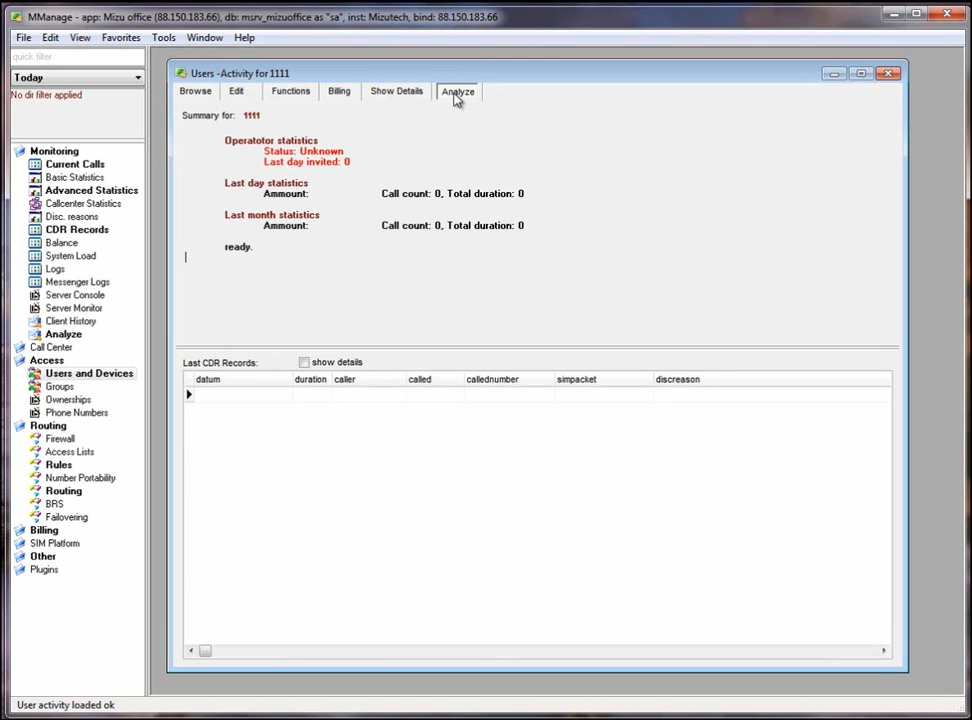 MManage - app: Mizu office (88.150.183.66), db: msrv_mizuoffice as "sa", inst: Mizutech, bind: 88.150.183.66
File Edit View Favorites Tools Window Help
quick filter
Today
No dir filter applied
Monitoring
Current Calls
Basic Statistics
Advanced Statistics
Callcenter Statistics
Disc. reasons
CDR Records
Balance
System Load
Logs
Messenger Logs
Server Console
Server Monitor
Client History
Analyze
Call Center
Access
Users and Devices
Groups
Ownerships
Phone Numbers
Routing
Firewall
Access Lists
Rules
Number Portability
Routing
BRS
Failovering
Billing
SIM Platform
Other
Plugins
Users -Activity for 1111
Browse Edit Functions Billing Show Details Analyze
Summary for: 1111
Operatotor statistics
Status: Unknown
Last day invited: 0
Last day statistics
Ammount: Call count: 0, Total duration: 0
Last month statistics
Ammount: Call count: 0, Total duration: 0
ready.
Last CDR Records: show details
datum duration caller called callednumber simpacket discreason
User activity loaded ok